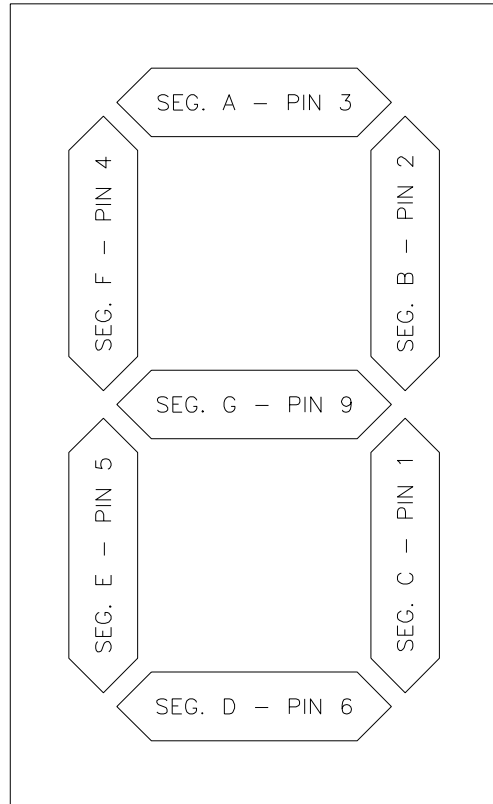 SEG. A - PIN 3
SEG. F - PIN 4
SEG. B - PIN 2
SEG. G - PIN 9
SEG. E - PIN 5
SEG. C - PIN 1
SEG. D - PIN 6